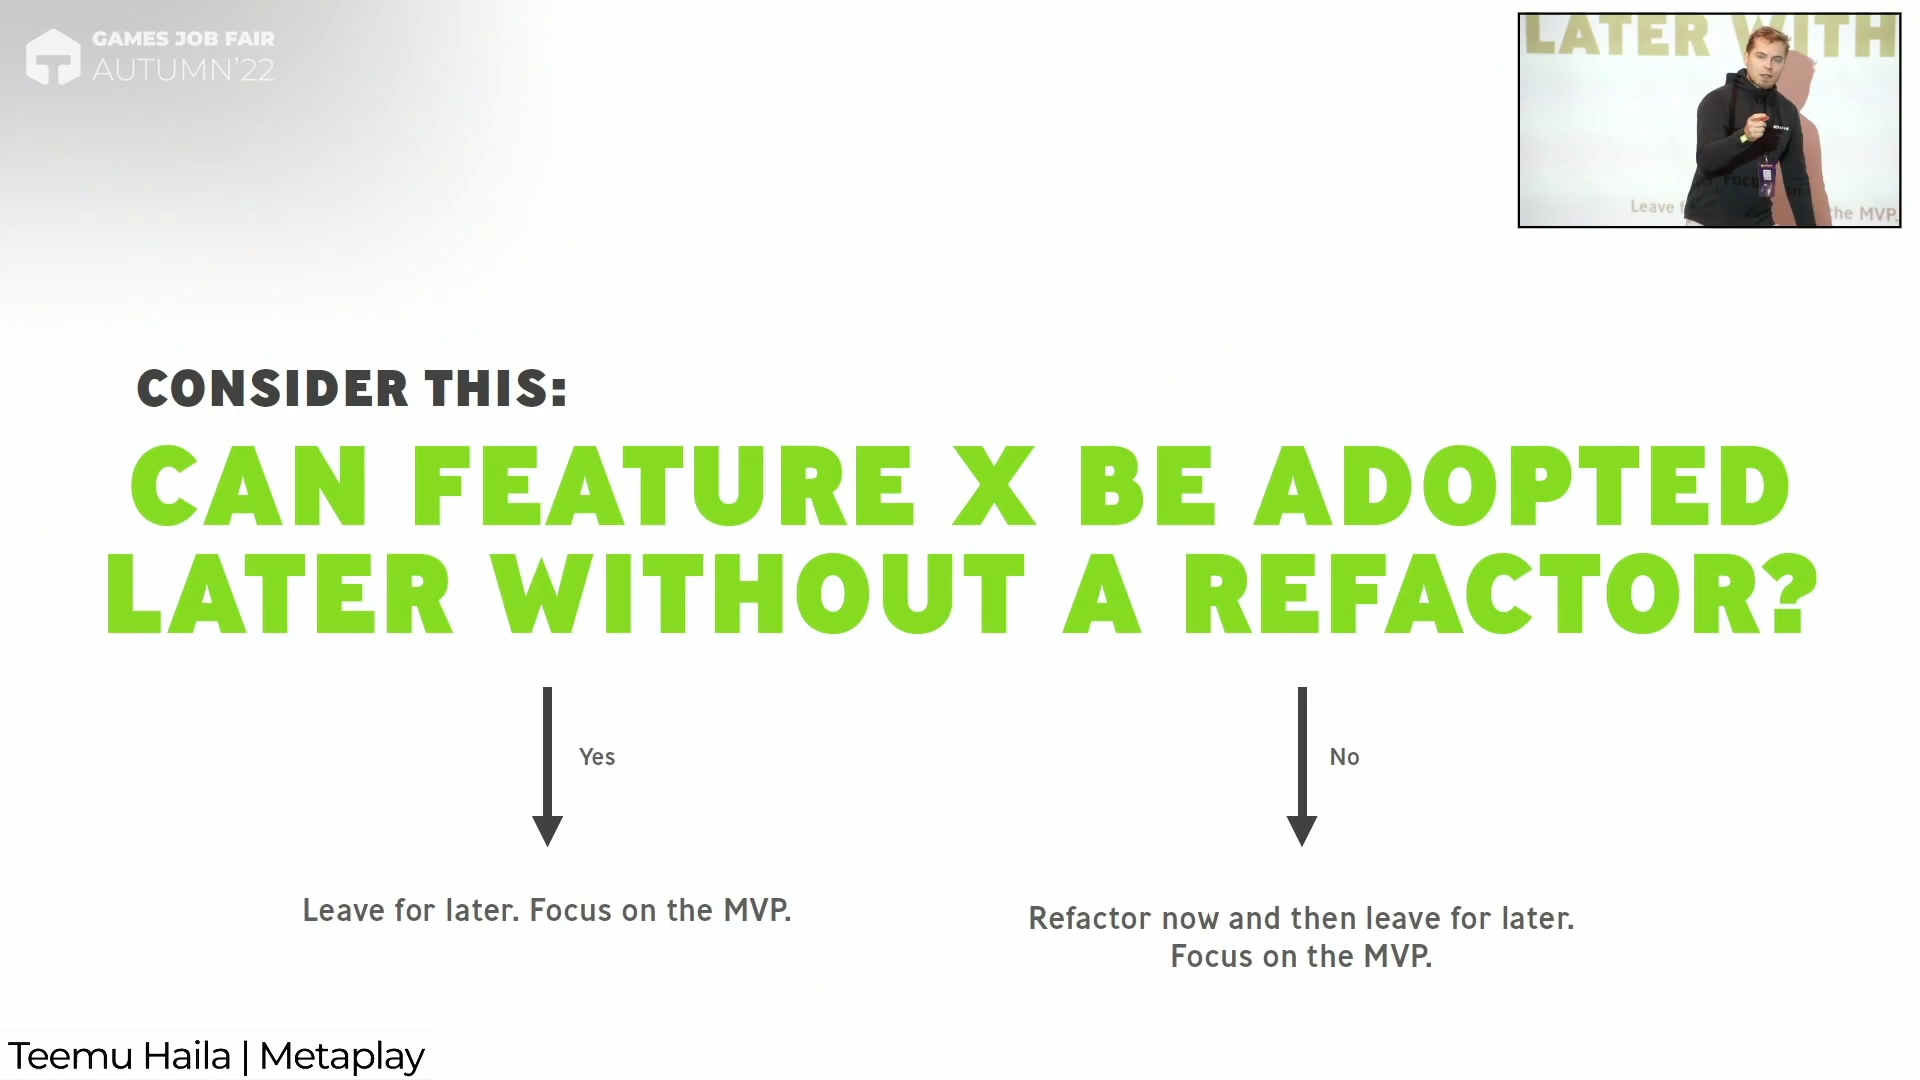 GAMES JOB FAIR
AUTUMN'22
LATER WITH
Leave
the MVP.
CONSIDER THIS:
CAN FEATURE X BE ADOPTED
LATER WITHOUT A REFACTOR?
Yes
No
Leave for later. Focus on the MVP.
Refactor now and then leave for later.
Focus on the MVP.
Teemu Haila | Metaplay